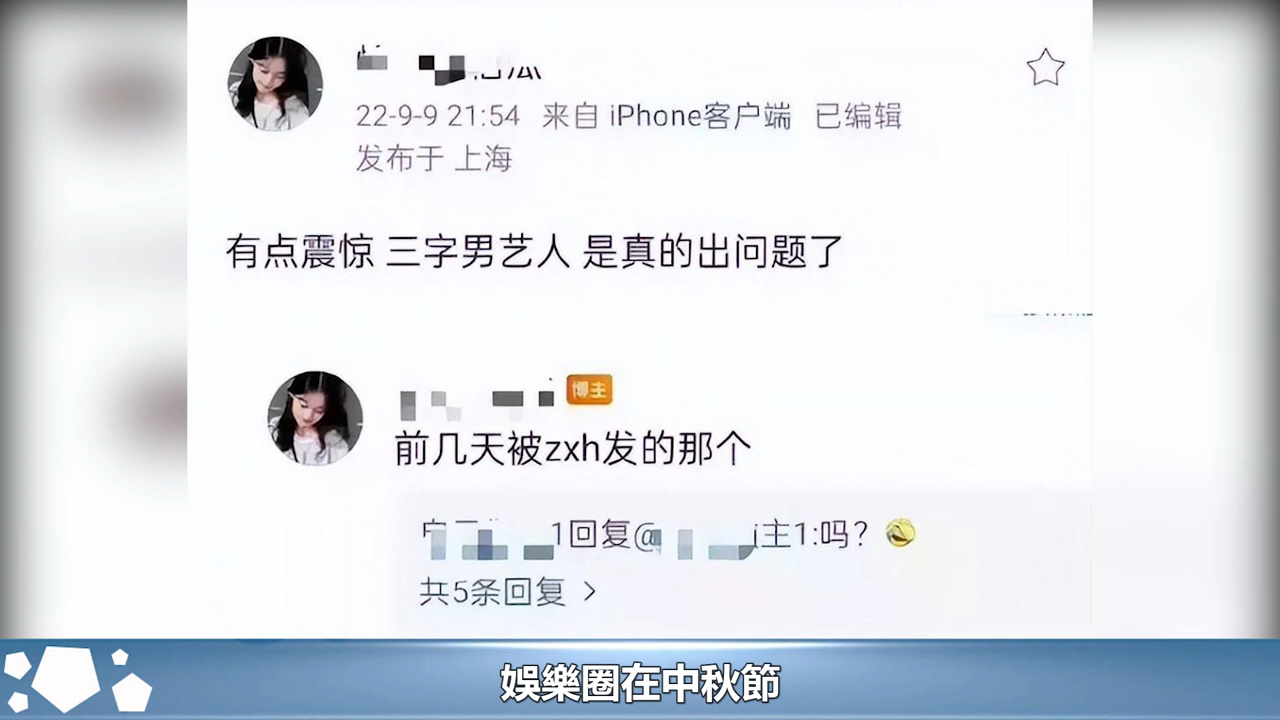 22-9-9 21:54 来自 iPhone客户端 已编辑
发布于 上海
有点震惊 三字男艺人 是真的出问题了
博主
前几天被zxh发的那个
1回复@ 主1:吗?
共5条回复 >
娛樂圈在中秋節